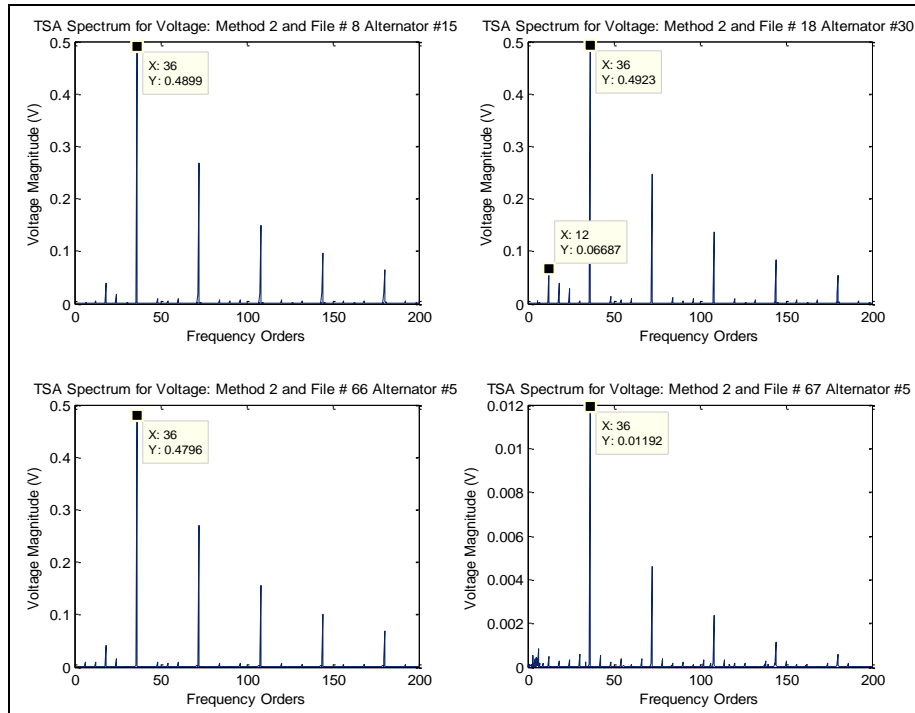 TSA Spectrum for Voltage: Method 2 and File # 8 Alternator #15
0.5
0.4
0.3
0.2
0.1
0
Voltage Magnitude (V)
X: 36
Y: 0.4899
0
50
100
150
200
Frequency Orders
TSA Spectrum for Voltage: Method 2 and File # 18 Alternator #30
0.5
0.4
0.3
0.2
0.1
0
Voltage Magnitude (V)
X: 36
Y: 0.4923
X: 12
Y: 0.06687
0
50
100
150
200
Frequency Orders
TSA Spectrum for Voltage: Method 2 and File # 66 Alternator #5
0.5
0.4
0.3
0.2
0.1
0
Voltage Magnitude (V)
X: 36
Y: 0.4796
0
50
100
150
200
Frequency Orders
TSA Spectrum for Voltage: Method 2 and File # 67 Alternator #5
0.012
0.01
0.008
0.006
0.004
0.002
0
Voltage Magnitude (V)
X: 36
Y: 0.01192
0
50
100
150
200
Frequency Orders